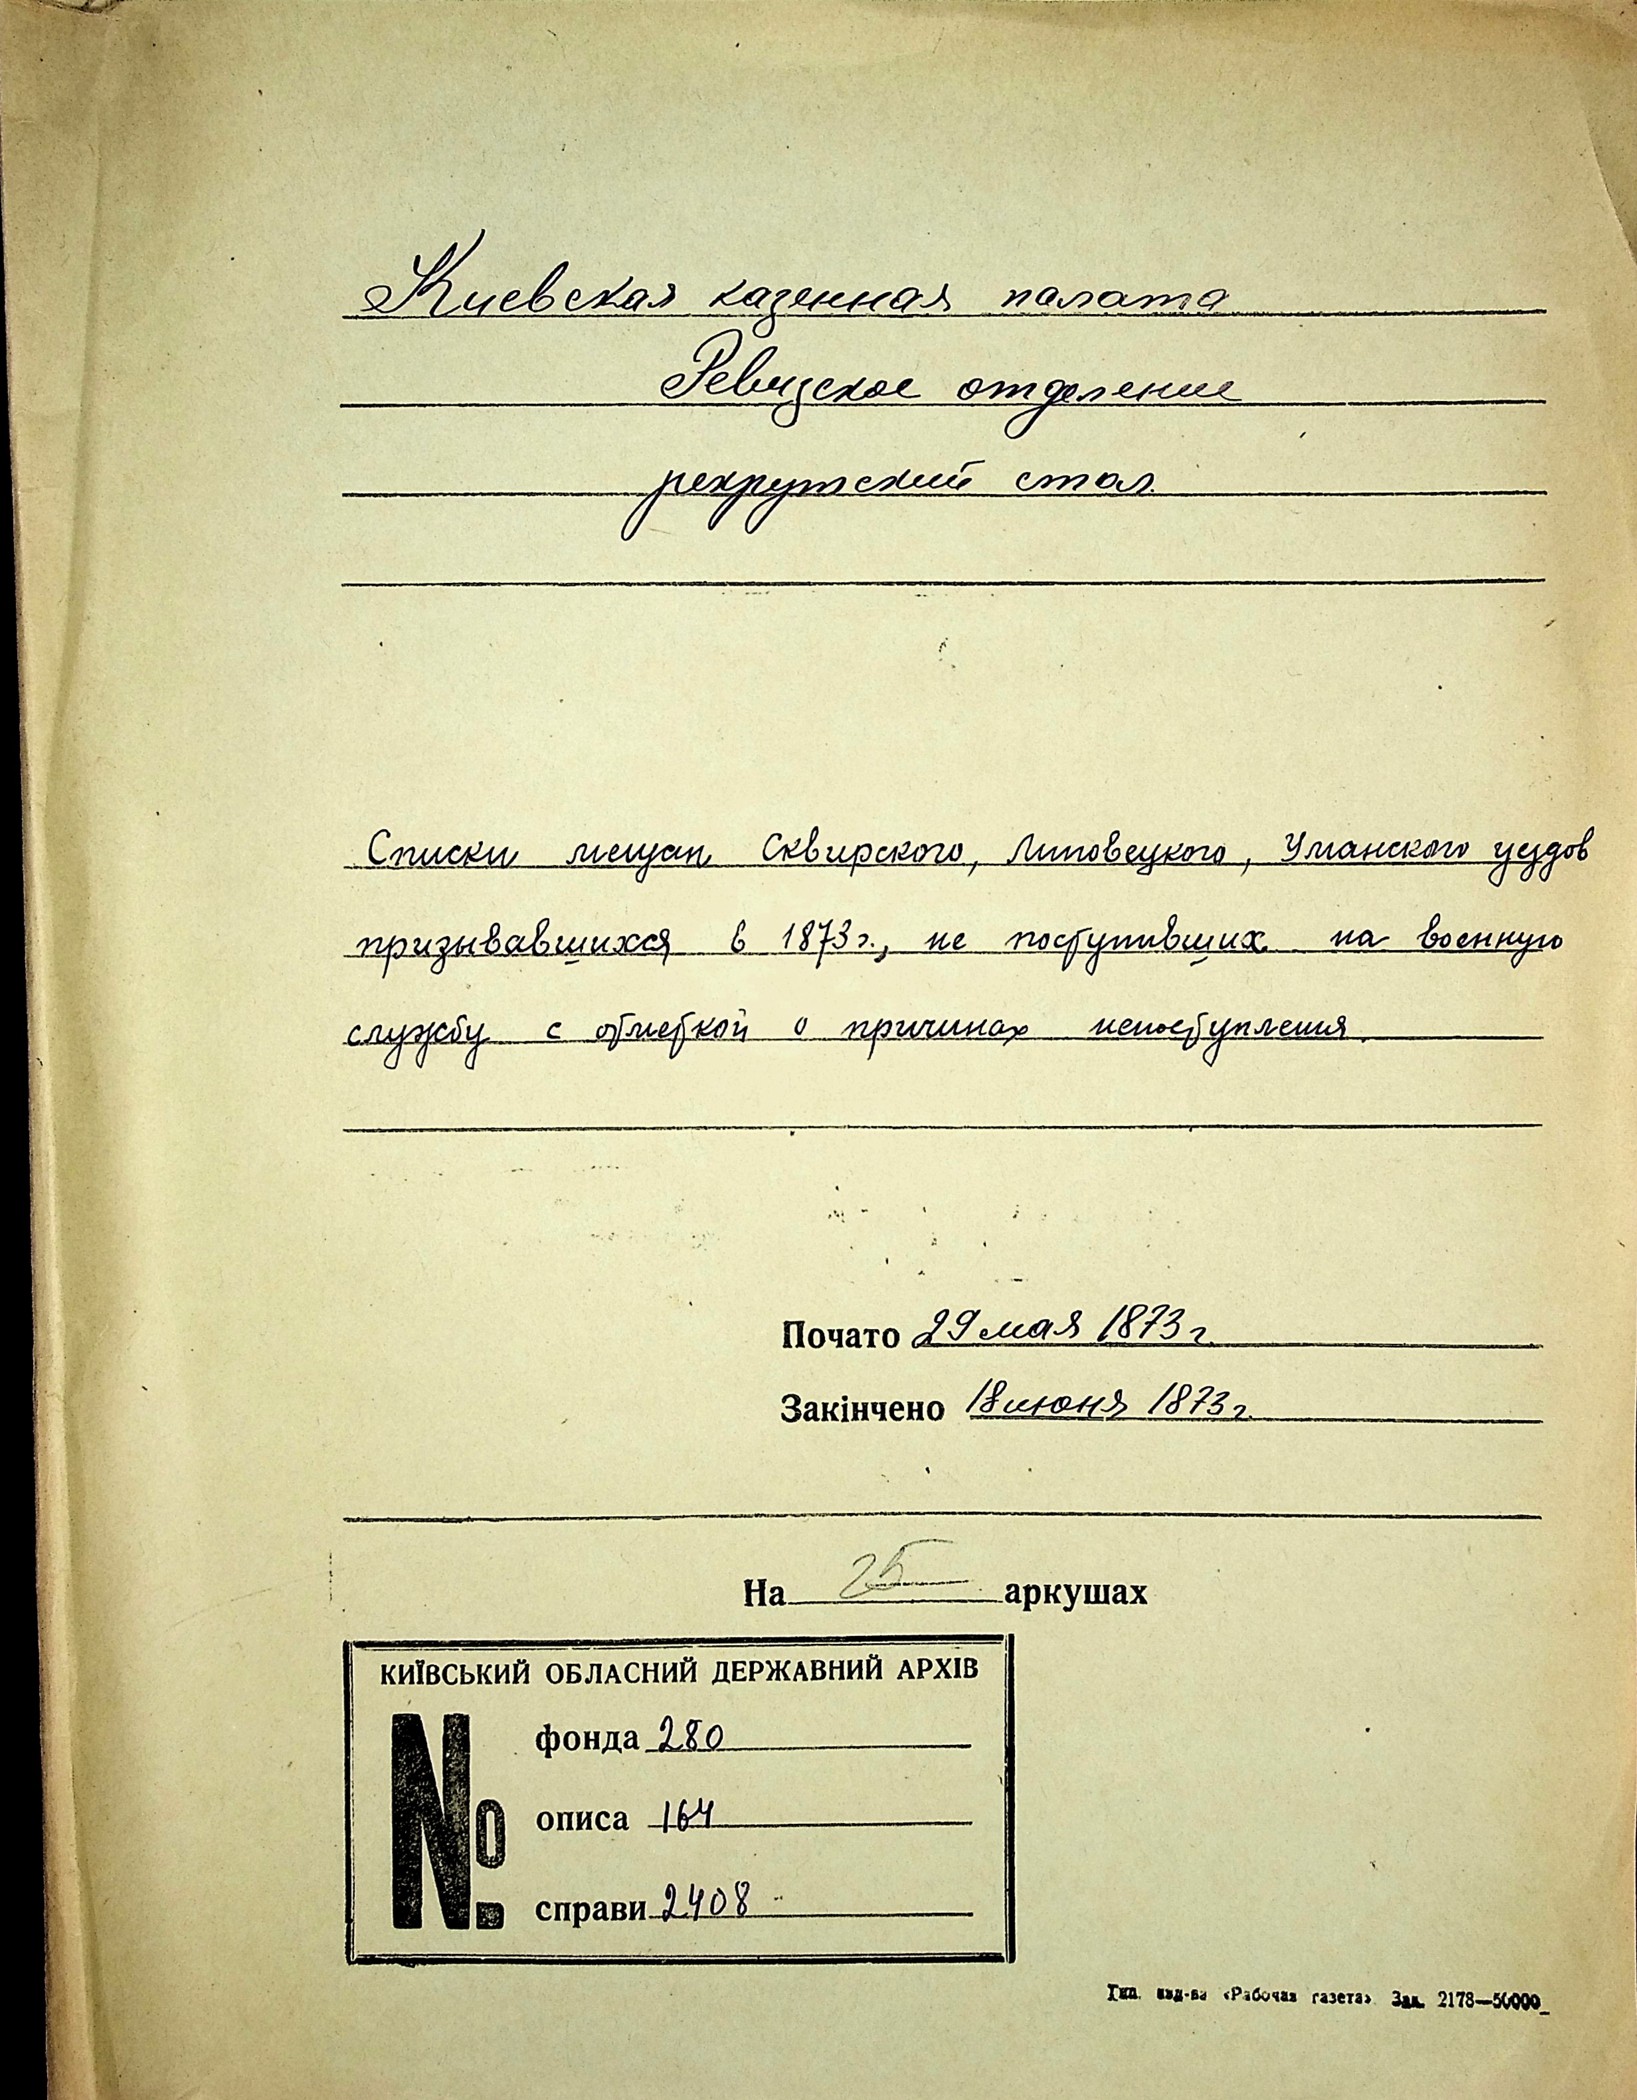 Киевская казенная палата
Ревизское отделение
рекрутский стол.
Списки мещан Сквирского, Липовецкого, Уманского уездов
призывавшихся в 1873 г., не поступивших на военную
службу с отметкой о причинах непоступления.
Почато 29 мая 1873 г.
Закінчено 18 июня 1873 г.
На 25 аркушах
КИЇВСЬКИЙ ОБЛАСНИЙ ДЕРЖАВНИЙ АРХІВ
№
фонда 280
описа 164
справи 2408
Тип. изд-ва «Рабочая газета» Зак. 2178—50000